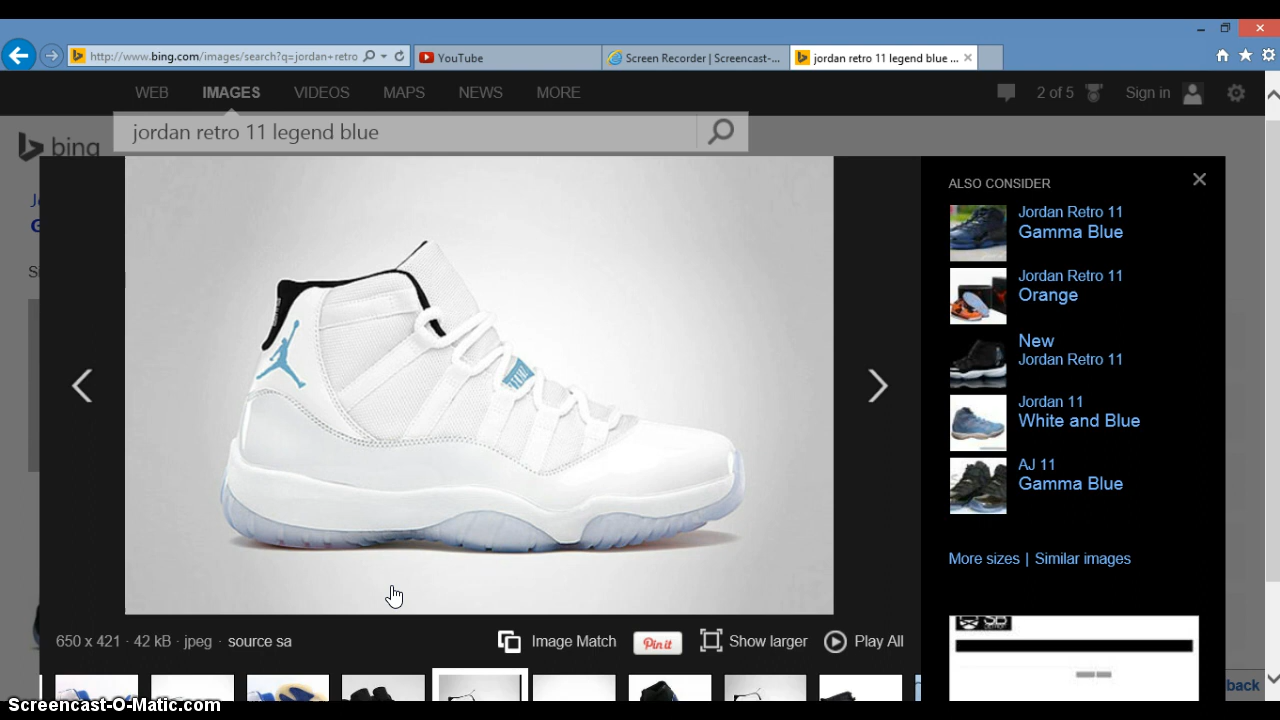 http://www.bing.com/images/search?q=jordan+retro
YouTube
Screen Recorder | Screencast-...
jordan retro 11 legend blue ...
WEB
IMAGES
VIDEOS
MAPS
NEWS
MORE
2 of 5
Sign in
jordan retro 11 legend blue
bing
ALSO CONSIDER
Jordan Retro 11
Gamma Blue
Jordan Retro 11
Orange
New
Jordan Retro 11
Jordan 11
White and Blue
AJ 11
Gamma Blue
More sizes | Similar images
650 x 421 · 42 kB · jpeg · source sa
Image Match
Pin it
Show larger
Play All
back
Screencast-O-Matic.com